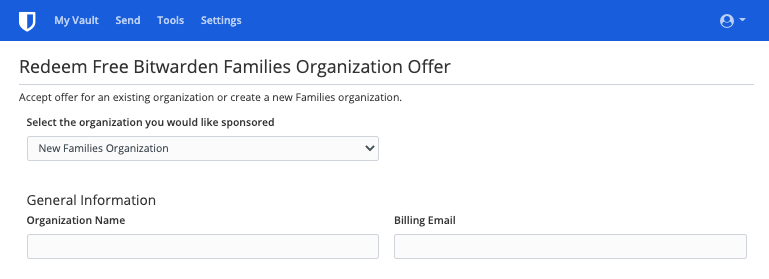 My Vault Send Tools Settings
Redeem Free Bitwarden Families Organization Offer
Accept offer for an existing organization or create a new Families organization.
Select the organization you would like sponsored
New Families Organization
General Information
Organization Name Billing Email